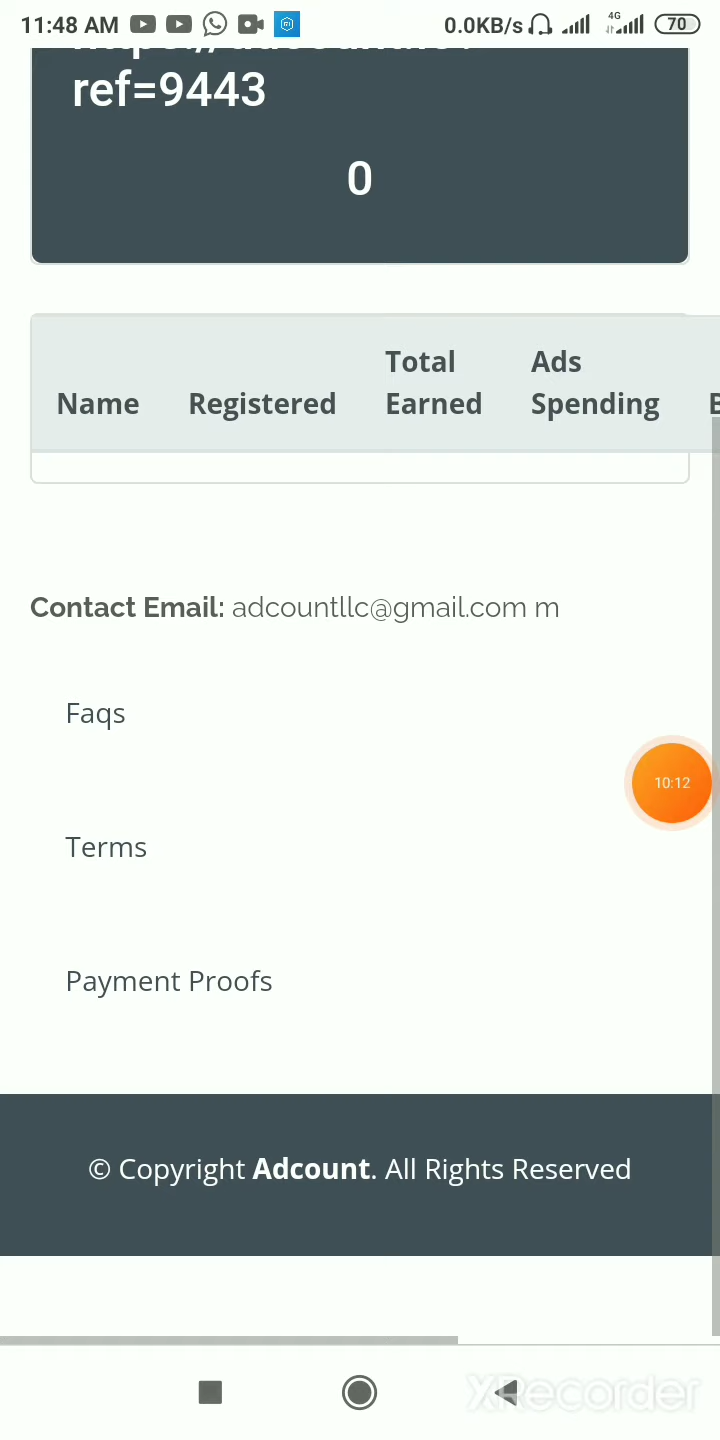 11:48 AM 0.0KB/s 4G 70
ref=9443
0
Name Registered Total Earned Ads Spending
Contact Email: adcountllc@gmail.com m
Faqs
10:12
Terms
Payment Proofs
© Copyright Adcount. All Rights Reserved
XRecorder